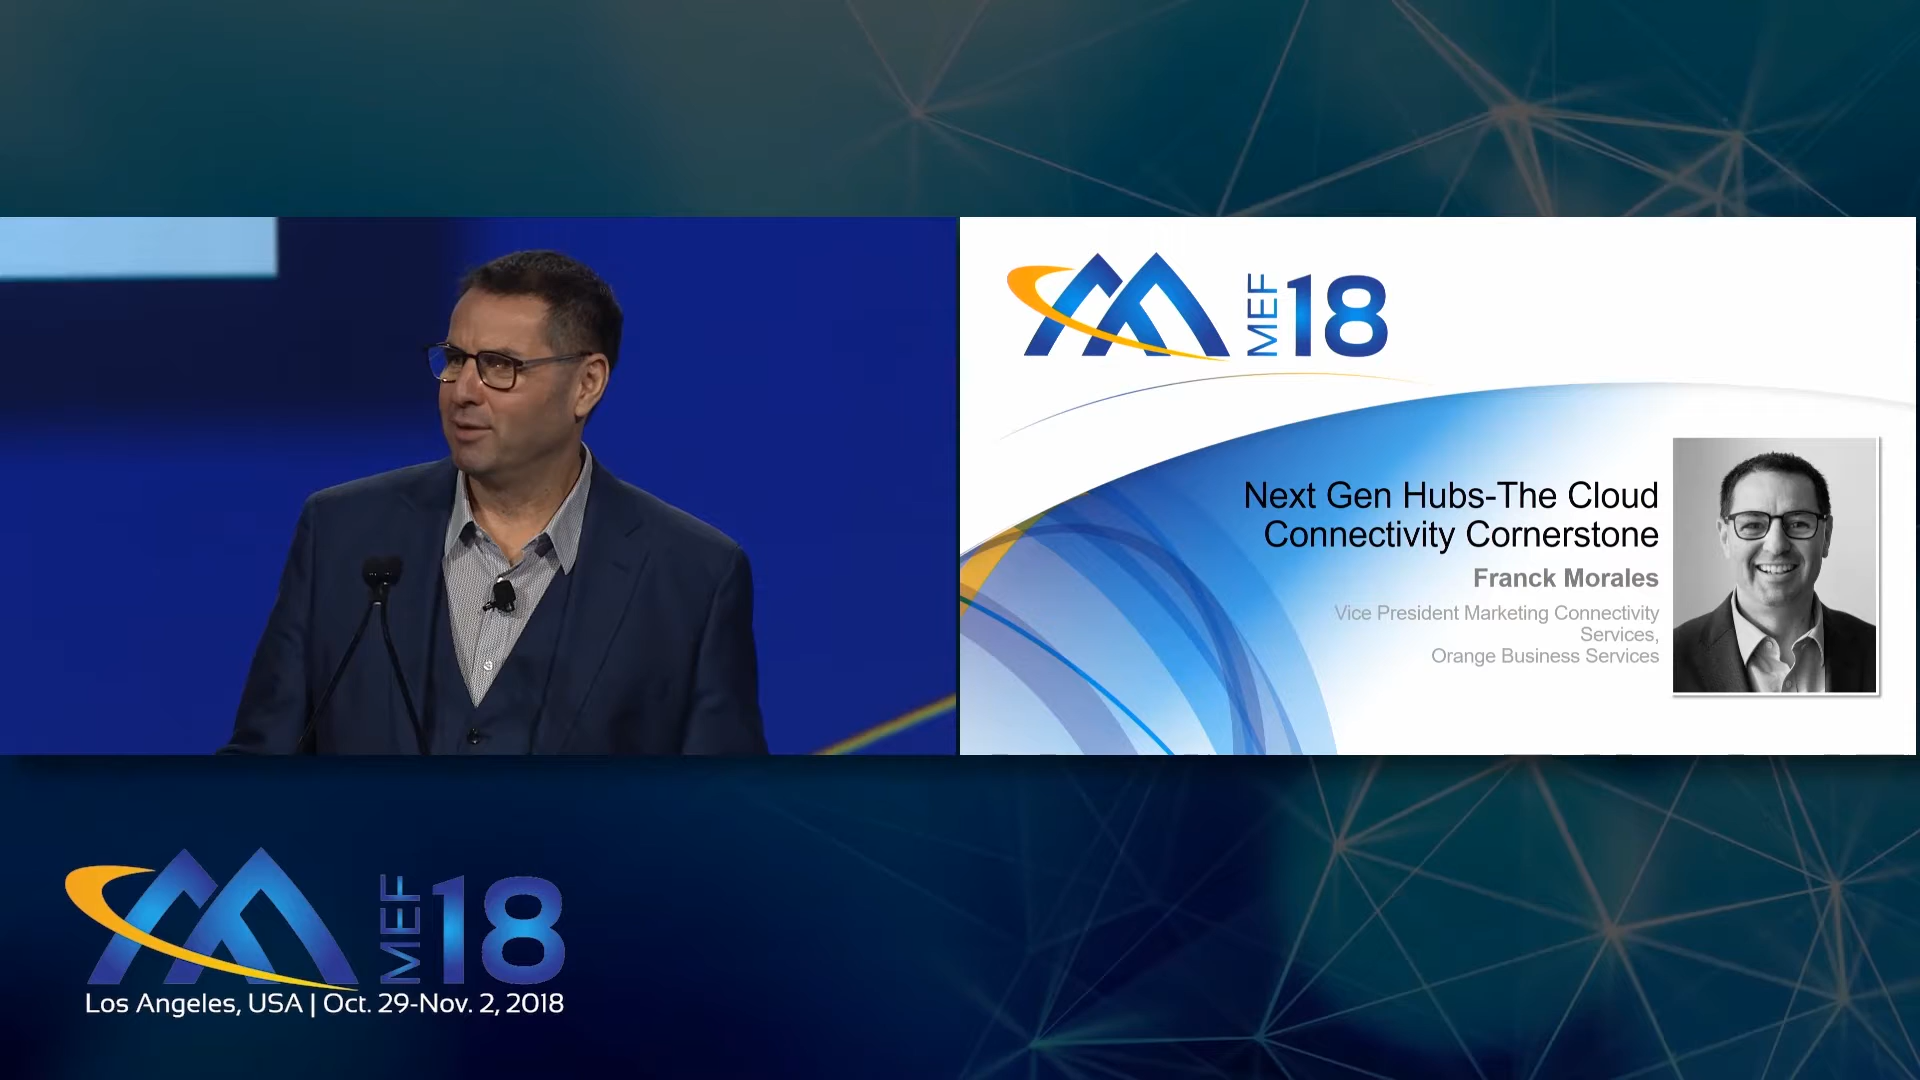 MEF 18
Next Gen Hubs-The Cloud
Connectivity Cornerstone
Franck Morales
Vice President Marketing Connectivity
Services,
Orange Business Services
MEF 18
Los Angeles, USA | Oct. 29-Nov. 2, 2018